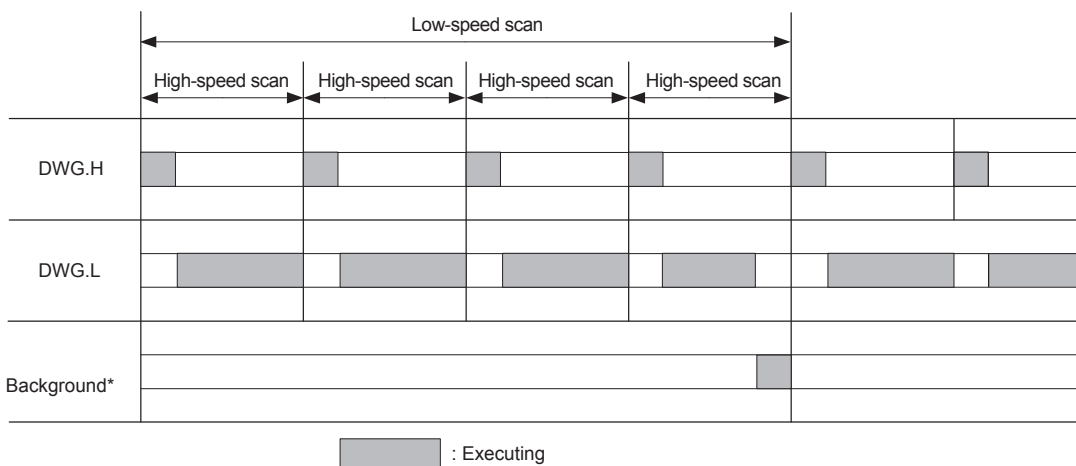 Low-speed scan
High-speed scan High-speed scan High-speed scan High-speed scan
DWG.H
DWG.L
Background*
: Executing